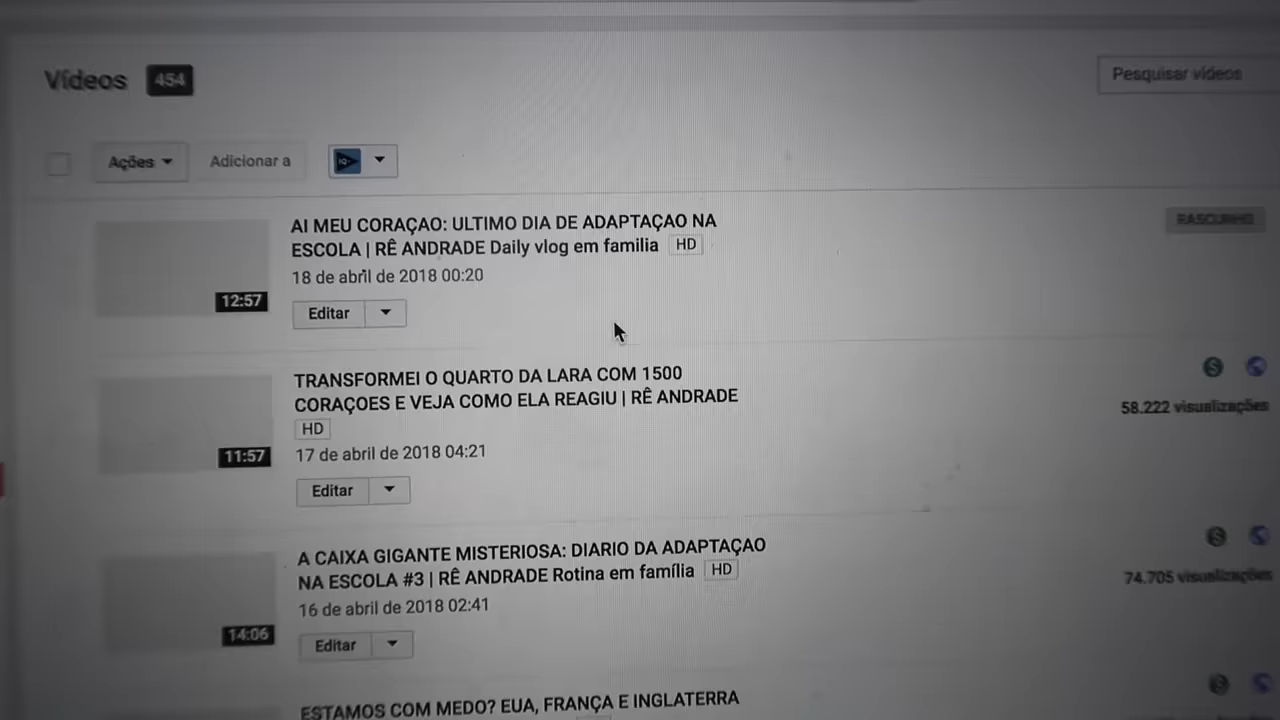 Vídeos 454
Pesquisar vídeos
Ações
Adicionar a
IQ
AI MEU CORAÇAO: ULTIMO DIA DE ADAPTAÇAO NA
ESCOLA | RÊ ANDRADE Daily vlog em familia HD
RASCUNHO
18 de abril de 2018 00:20
12:57
Editar
TRANSFORMEI O QUARTO DA LARA COM 1500
CORAÇOES E VEJA COMO ELA REAGIU | RÊ ANDRADE
HD
58.222 visualizações
17 de abril de 2018 04:21
11:57
Editar
A CAIXA GIGANTE MISTERIOSA: DIARIO DA ADAPTAÇAO
NA ESCOLA #3 | RÊ ANDRADE Rotina em família HD
74.705 visualizações
16 de abril de 2018 02:41
14:06
Editar
ESTAMOS COM MEDO? EUA, FRANÇA E INGLATERRA